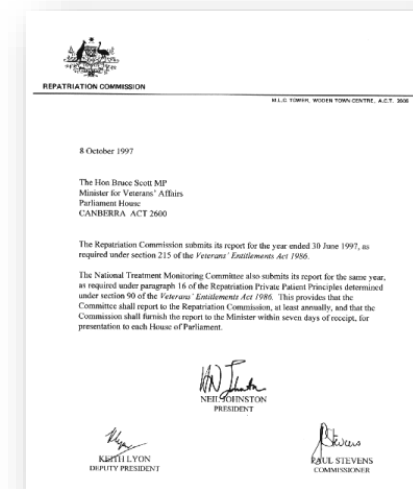 REPATRIATION COMMISSION
M.L.C. TOWER, WODEN TOWN CENTRE, A.C.T. 2606
8 October 1997
The Hon Bruce Scott MP
Minister for Veterans' Affairs
Parliament House
CANBERRA ACT 2600
The Repatriation Commission submits its report for the year ended 30 June 1997, as
required under section 215 of the Veterans' Entitlements Act 1986.
The National Treatment Monitoring Committee also submits its report for the same year,
as required under paragraph 16 of the Repatriation Private Patient Principles determined
under section 90 of the Veterans' Entitlements Act 1986. This provides that the
Committee shall report to the Repatriation Commission, at least annually, and that the
Commission shall furnish the report to the Minister within seven days of receipt, for
presentation to each House of Parliament.
NEIL JOHNSTON
PRESIDENT
KEITH LYON
DEPUTY PRESIDENT
PAUL STEVENS
COMMISSIONER